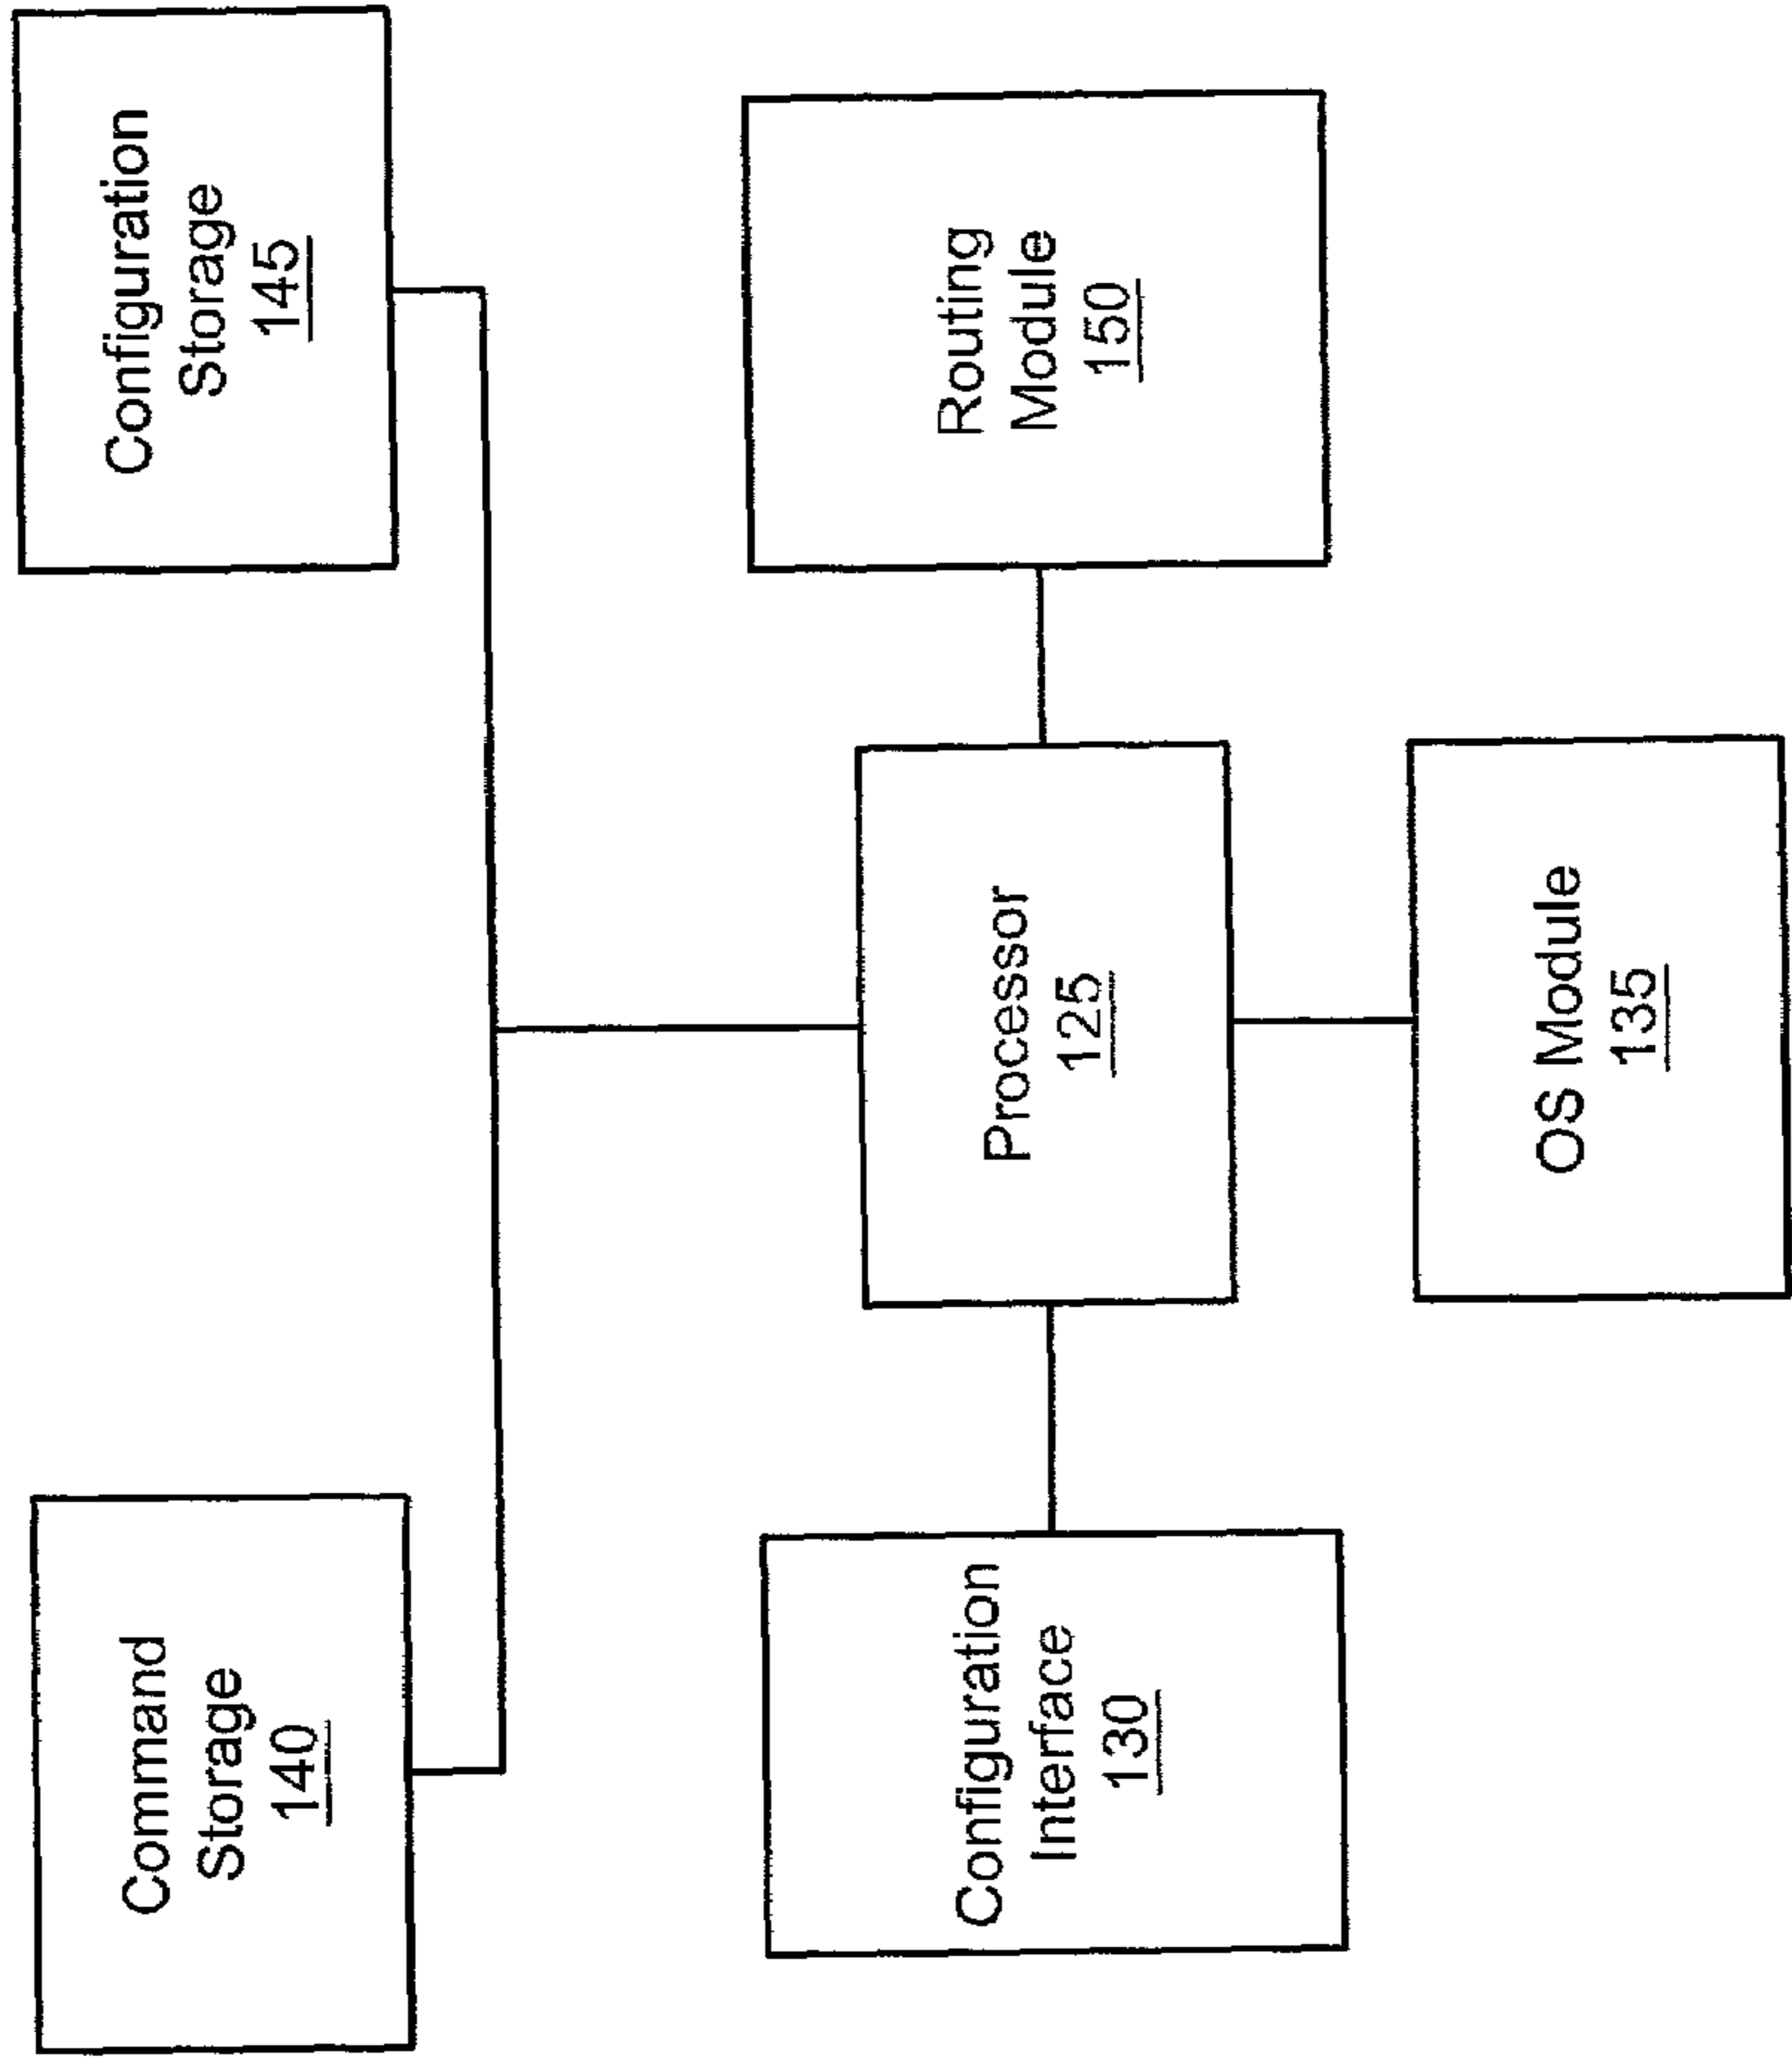 Command
Storage
140
Configuration
Storage
145
Configuration
Interface
130
Processor
125
Routing
Module
150
OS Module
135